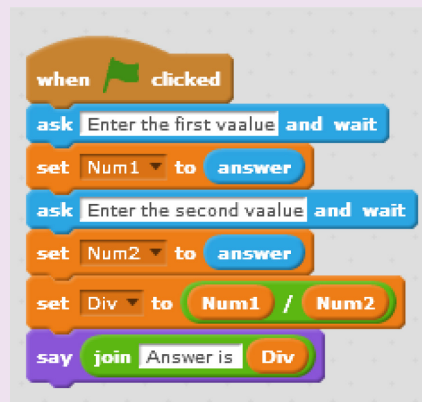 when clicked
ask Enter the first vaalue and wait
set Num1 to answer
ask Enter the second vaalue and wait
set Num2 to answer
set Div to Num1 / Num2
say join Answer is Div